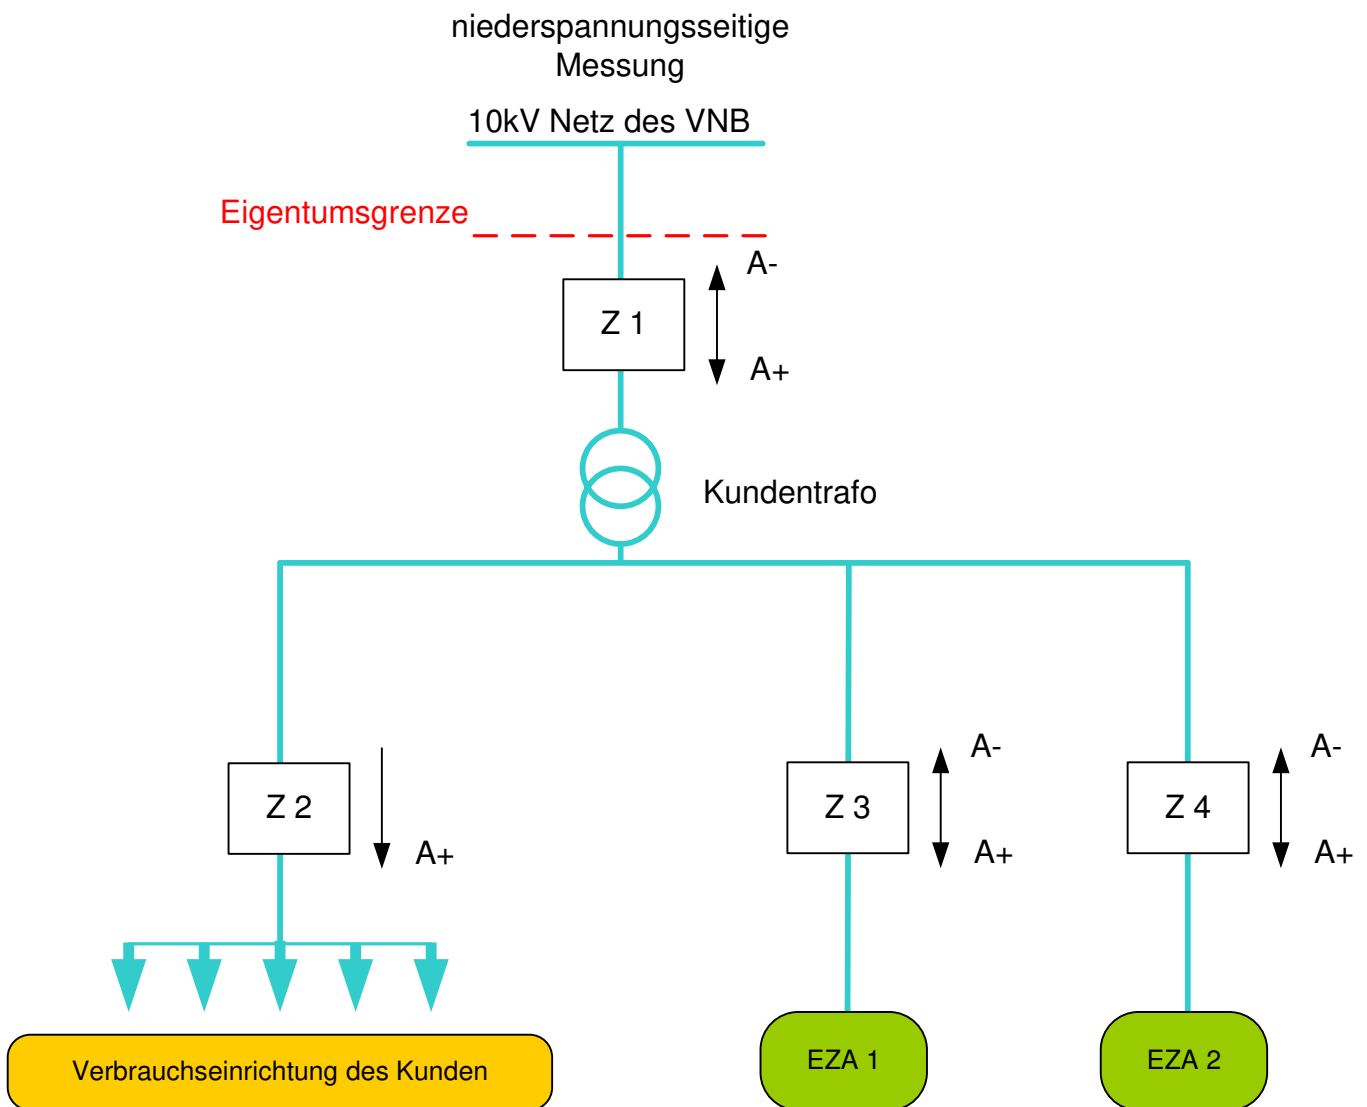 niederspannungsseitige
Messung
10kV Netz des VNB
Eigentumsgrenze
A-
Z 1
A+
Kundentrafo
A-
A-
Z 2
Z 3
Z 4
A+
A+
A+
Verbrauchseinrichtung des Kunden
EZA 1
EZA 2